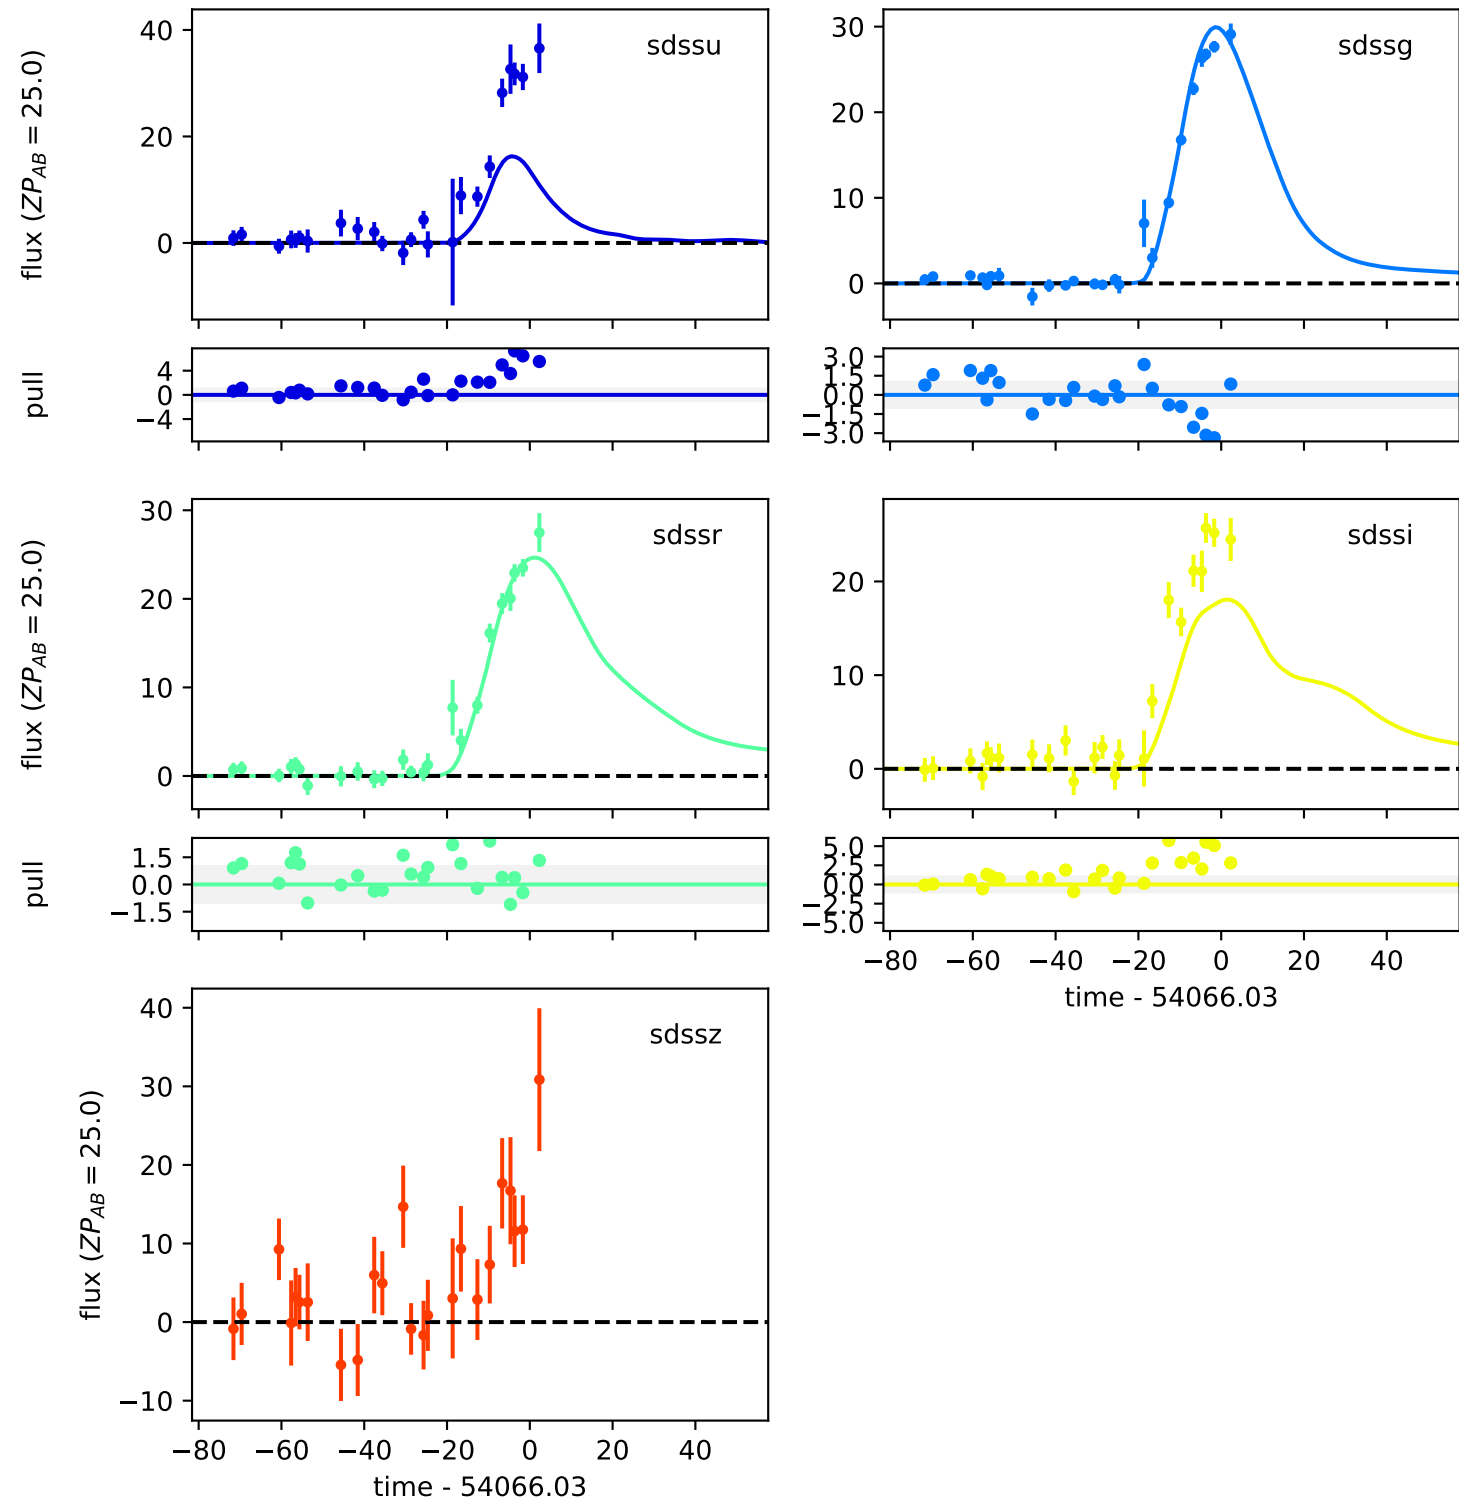 sdssu
flux (ZP_AB = 25.0)
40
20
0
sdssg
30
20
10
0
pull
4
0
−4
3.0
1.5
0.0
−1.5
−3.0
sdssr
flux (ZP_AB = 25.0)
30
20
10
0
sdssi
20
10
0
pull
1.5
0.0
−1.5
5.0
2.5
0.0
−2.5
−5.0
−80 −60 −40 −20 0 20 40
time - 54066.03
sdssz
flux (ZP_AB = 25.0)
40
30
20
10
0
−10
−80 −60 −40 −20 0 20 40
time - 54066.03